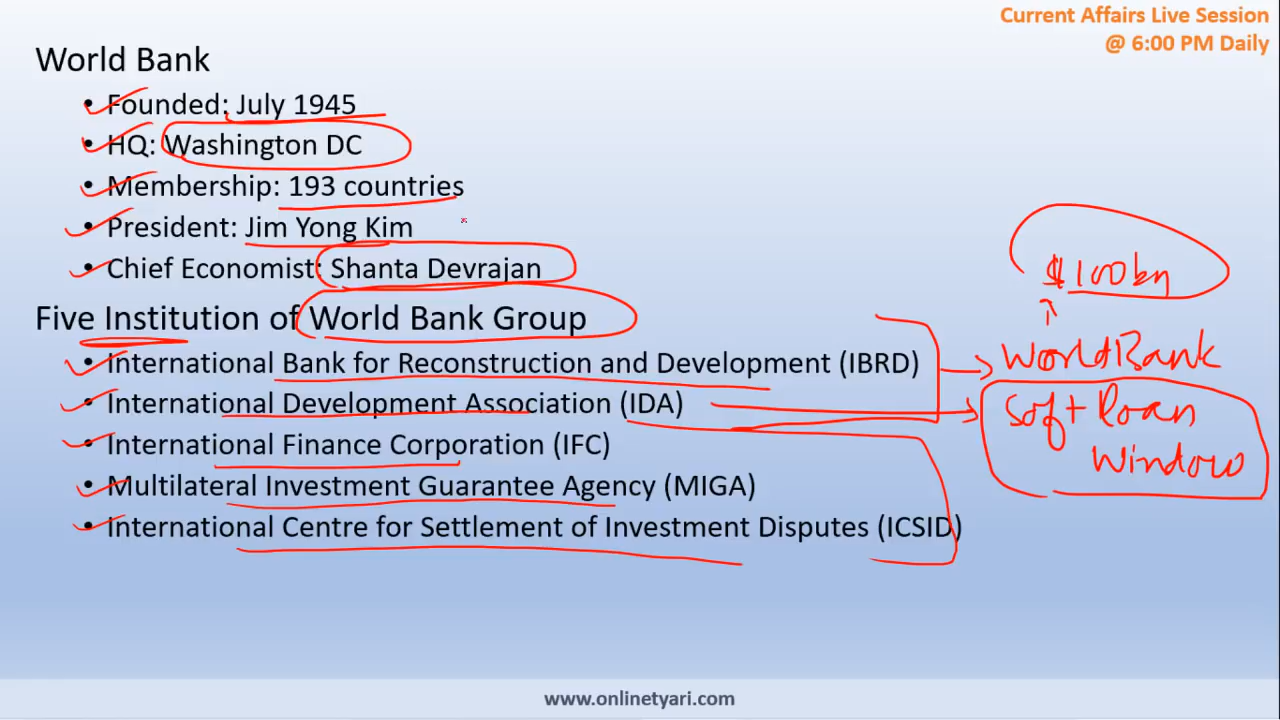 Current Affairs Live Session
@ 6:00 PM Daily
World Bank
• Founded: July 1945
• HQ: Washington DC
• Membership: 193 countries
• President: Jim Yong Kim
• Chief Economist: Shanta Devrajan
Five Institution of World Bank Group
• International Bank for Reconstruction and Development (IBRD)
• International Development Association (IDA)
• International Finance Corporation (IFC)
• Multilateral Investment Guarantee Agency (MIGA)
• International Centre for Settlement of Investment Disputes (ICSID)
$100bn
World Bank
Soft loan
Window
www.onlinetyari.com